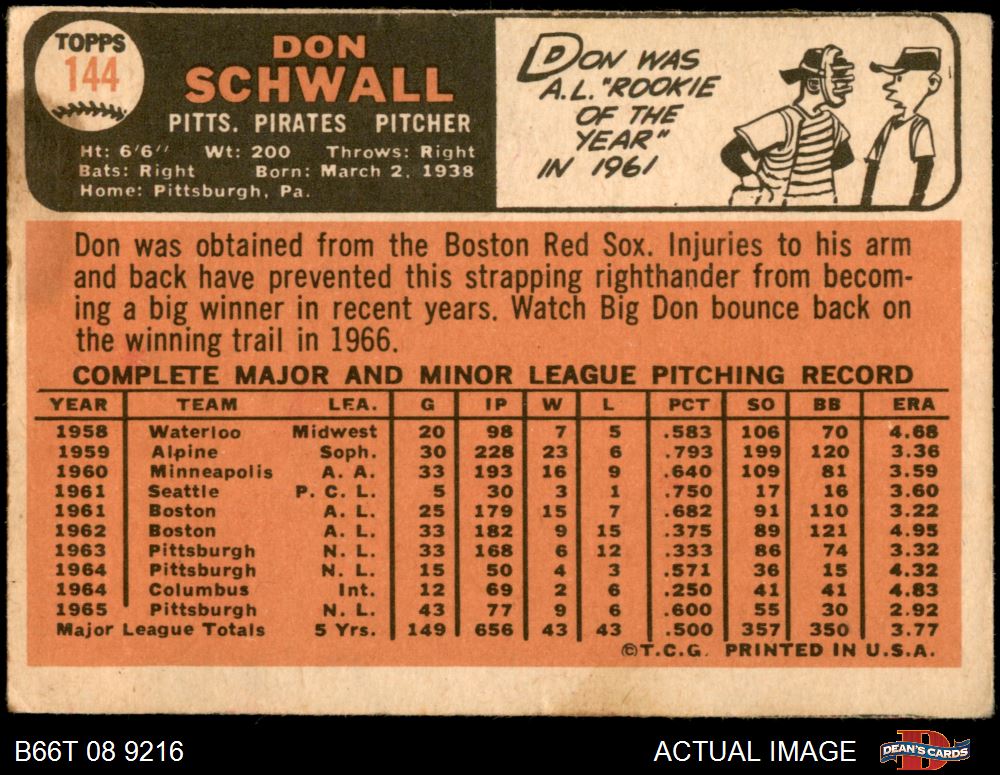 TOPPS
144
DON
SCHWALL
PITTS. PIRATES PITCHER
Ht: 6'6" Wt: 200 Throws: Right
Bats: Right Born: March 2, 1938
Home: Pittsburgh, Pa.
DON WAS
A.L. "ROOKIE
OF THE
YEAR"
IN 1961
Don was obtained from the Boston Red Sox. Injuries to his arm
and back have prevented this strapping righthander from becom-
ing a big winner in recent years. Watch Big Don bounce back on
the winning trail in 1966.
COMPLETE MAJOR AND MINOR LEAGUE PITCHING RECORD
YEAR TEAM LEA. G IP W L PCT SO BB ERA
1958 Waterloo Midwest 20 98 7 5 .583 106 70 4.68
1959 Alpine Soph. 30 228 23 6 .793 199 120 3.36
1960 Minneapolis A. A. 33 193 16 9 .640 109 81 3.59
1961 Seattle P. C. L. 5 30 3 1 .750 17 16 3.60
1961 Boston A. L. 25 179 15 7 .682 91 110 3.22
1962 Boston A. L. 33 182 9 15 .375 89 121 4.95
1963 Pittsburgh N. L. 33 168 6 12 .333 86 74 3.32
1964 Pittsburgh N. L. 15 50 4 3 .571 36 15 4.32
1964 Columbus Int. 12 69 2 6 .250 41 41 4.83
1965 Pittsburgh N. L. 43 77 9 6 .600 55 30 2.92
Major League Totals 5 Yrs. 149 656 43 43 .500 357 350 3.77
©T.C.G. PRINTED IN U.S.A.
B66T 08 9216
ACTUAL IMAGE
D
DEAN'S CARDS